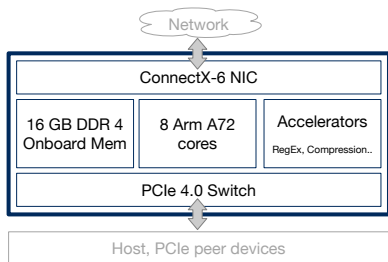 Network
ConnectX-6 NIC
16 GB DDR 4
Onboard Mem
8 Arm A72
cores
Accelerators
RegEx, Compression..
PCIe 4.0 Switch
Host, PCIe peer devices